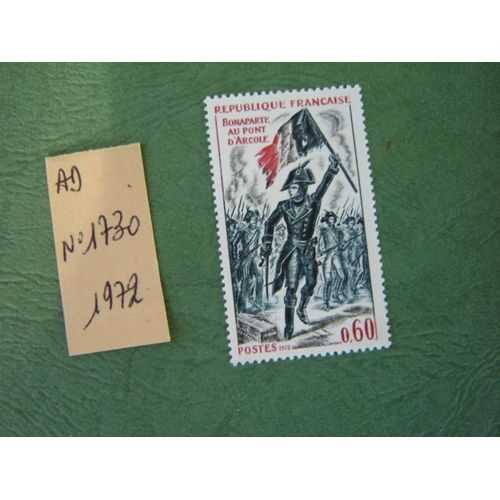 AD
N°1730
1972
REPUBLIQUE FRANÇAISE
BONAPARTE
AU PONT
D'ARCOLE
0.60
POSTES 1972